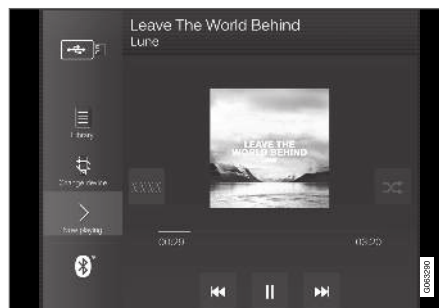 Leave The World Behind
Lune
Library
LEAVE THE
WORLD BEHIND
Change device
XXXX
Now playing
00:29
03:20
G063290